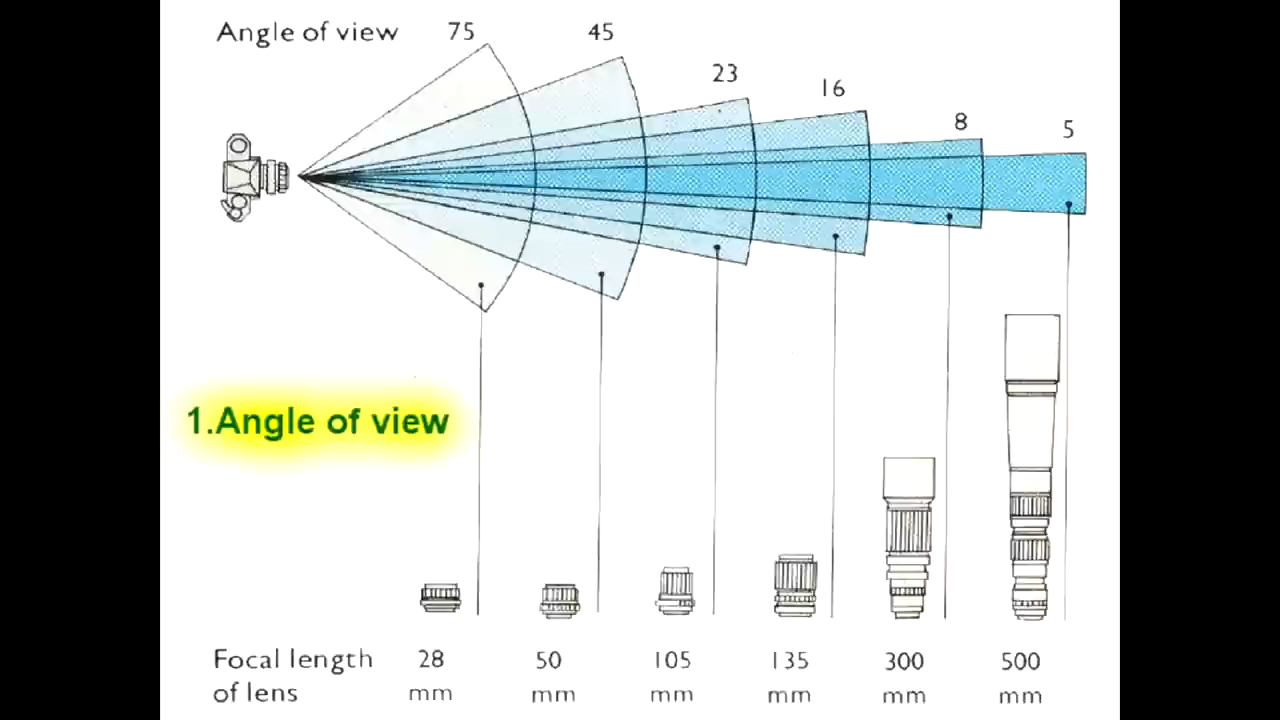 Angle of view 75 45
23
16
8
5
1.Angle of view
Focal length 28 50 105 135 300 500
of lens mm mm mm mm mm mm